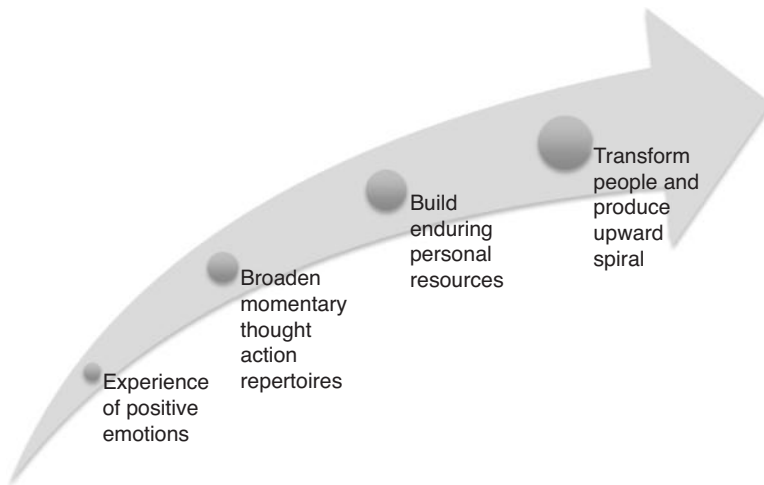 Experience
of positive
emotions
Broaden
momentary
thought
action
repertoires
Build
enduring
personal
resources
Transform
people and
produce
upward
spiral